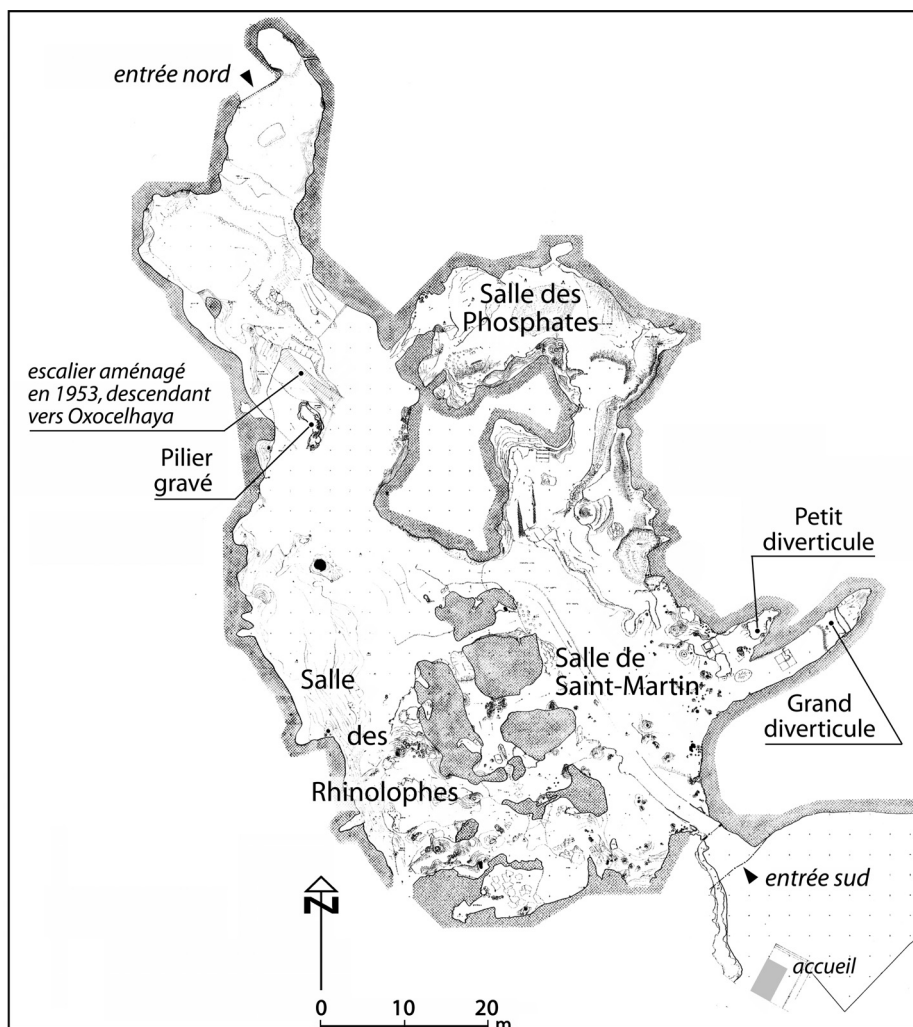 entrée nord
Salle des
Phosphates
escalier aménagé
en 1953, descendant
vers Oxocelhaya
Pilier
gravé
Petit
diverticule
Salle de
Saint-Martin
Grand
diverticule
Salle
des
Rhinolophes
entrée sud
accueil
N
0 10 20
m